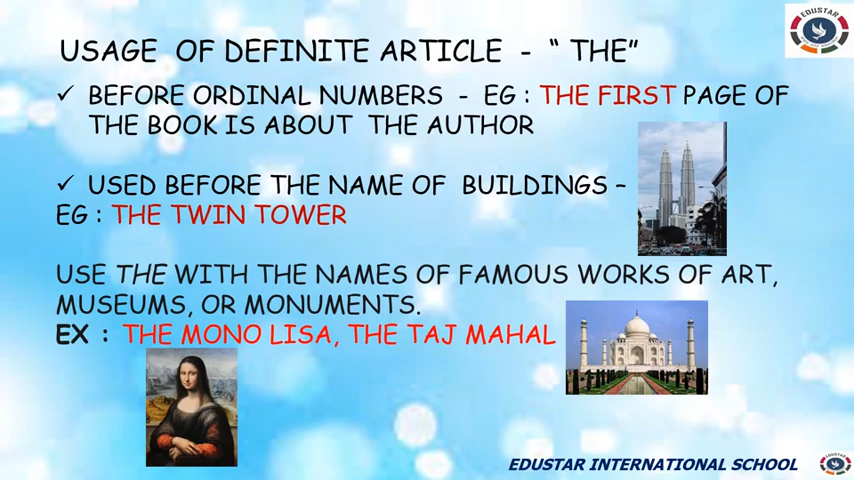 USAGE OF DEFINITE ARTICLE - “ THE”
EDUSTAR
✓ BEFORE ORDINAL NUMBERS - EG : THE FIRST PAGE OF
THE BOOK IS ABOUT THE AUTHOR
✓ USED BEFORE THE NAME OF BUILDINGS –
EG : THE TWIN TOWER
USE THE WITH THE NAMES OF FAMOUS WORKS OF ART,
MUSEUMS, OR MONUMENTS.
EX : THE MONO LISA, THE TAJ MAHAL
EDUSTAR INTERNATIONAL SCHOOL
EDUSTAR